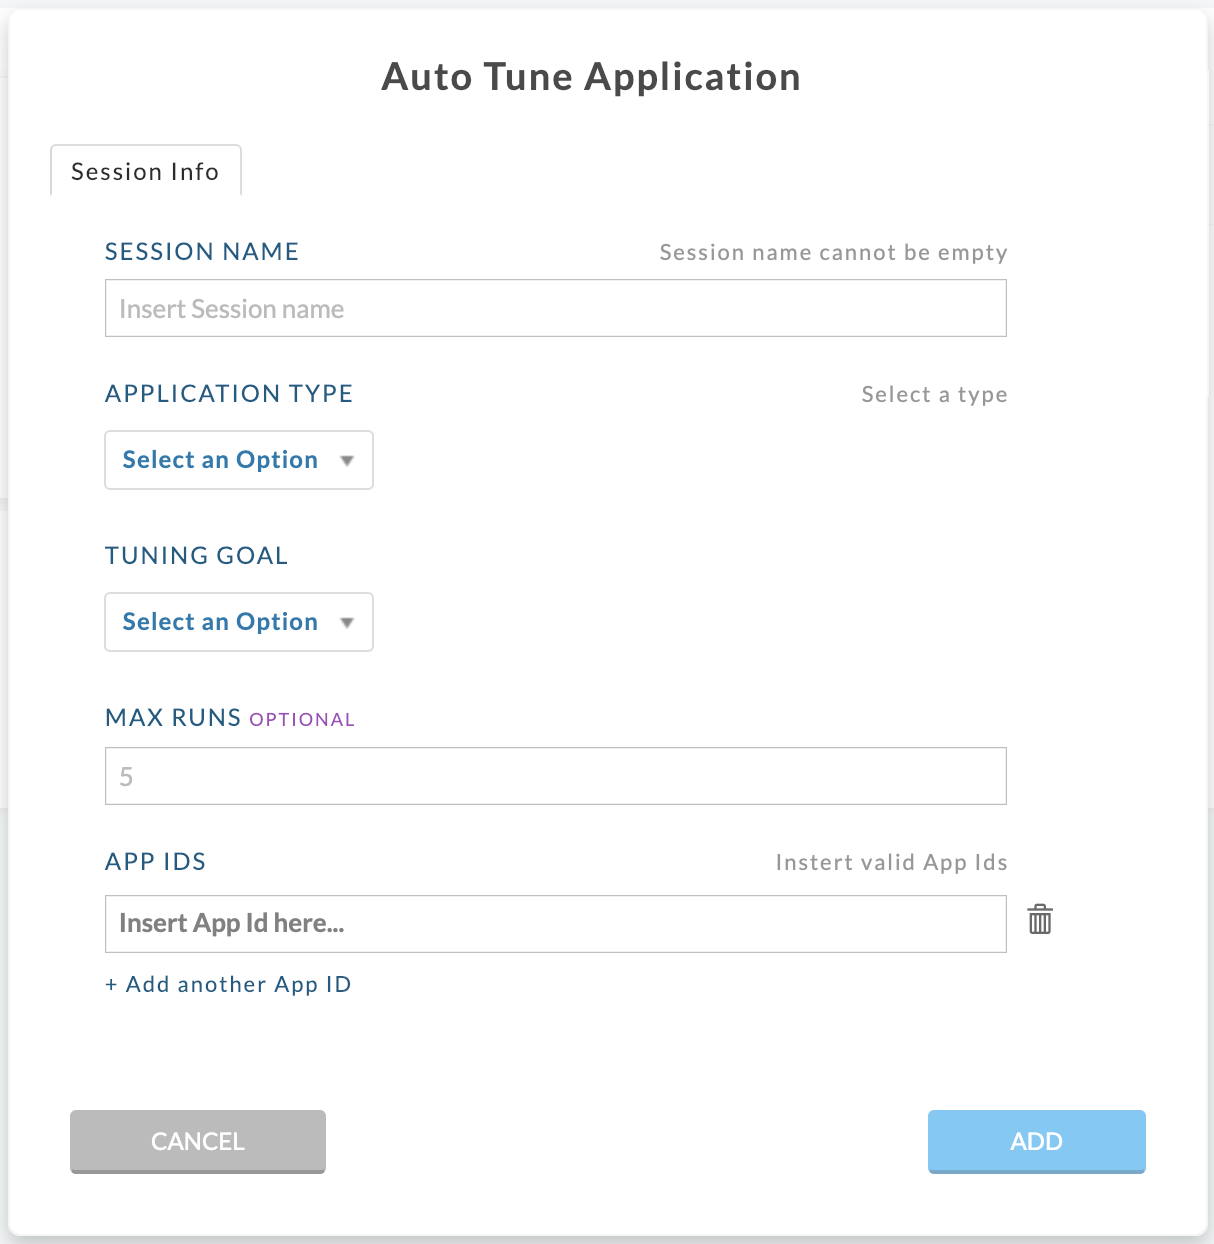 Auto Tune Application
Session Info
SESSION NAME Session name cannot be empty
Insert Session name
APPLICATION TYPE Select a type
Select an Option
TUNING GOAL
Select an Option
MAX RUNS OPTIONAL
5
APP IDS Instert valid App Ids
Insert App Id here...
+ Add another App ID
CANCEL ADD